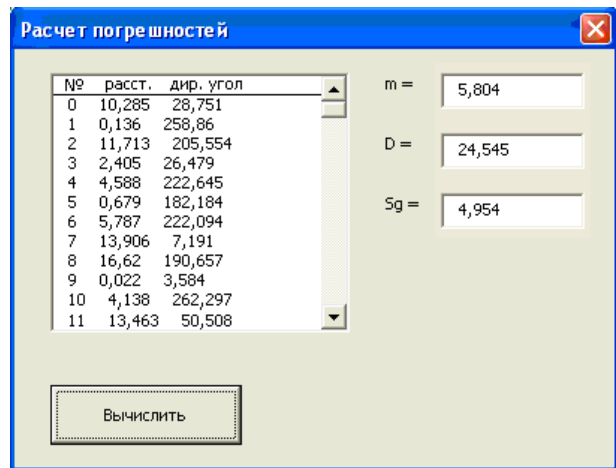 Расчет погрешностей
№ расст. дир. угол
0 10,285 28,751
1 0,136 258,86
2 11,713 205,554
3 2,405 26,479
4 4,588 222,645
5 0,679 182,184
6 5,787 222,094
7 13,906 7,191
8 16,62 190,657
9 0,022 3,584
10 4,138 262,297
11 13,463 50,508
m = 5,804
D = 24,545
Sg = 4,954
Вычислить